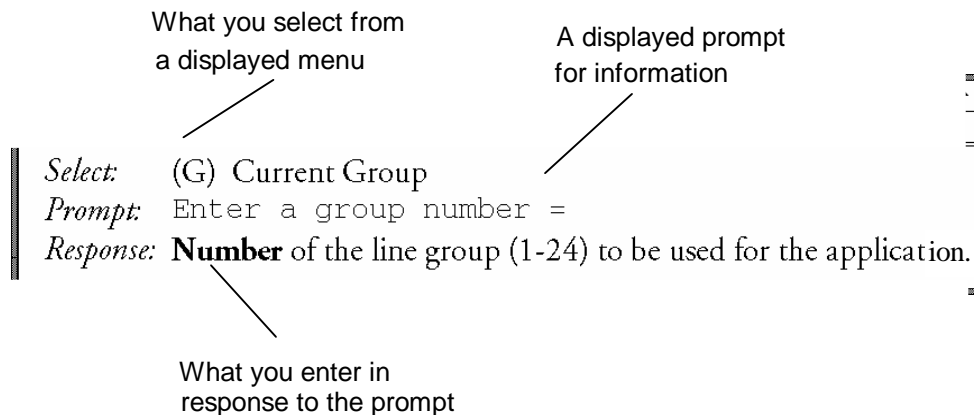 What you select from
a displayed menu
A displayed prompt
for information
Select: (G) Current Group
Prompt: Enter a group number =
Response: Number of the line group (1-24) to be used for the application.
What you enter in
response to the prompt